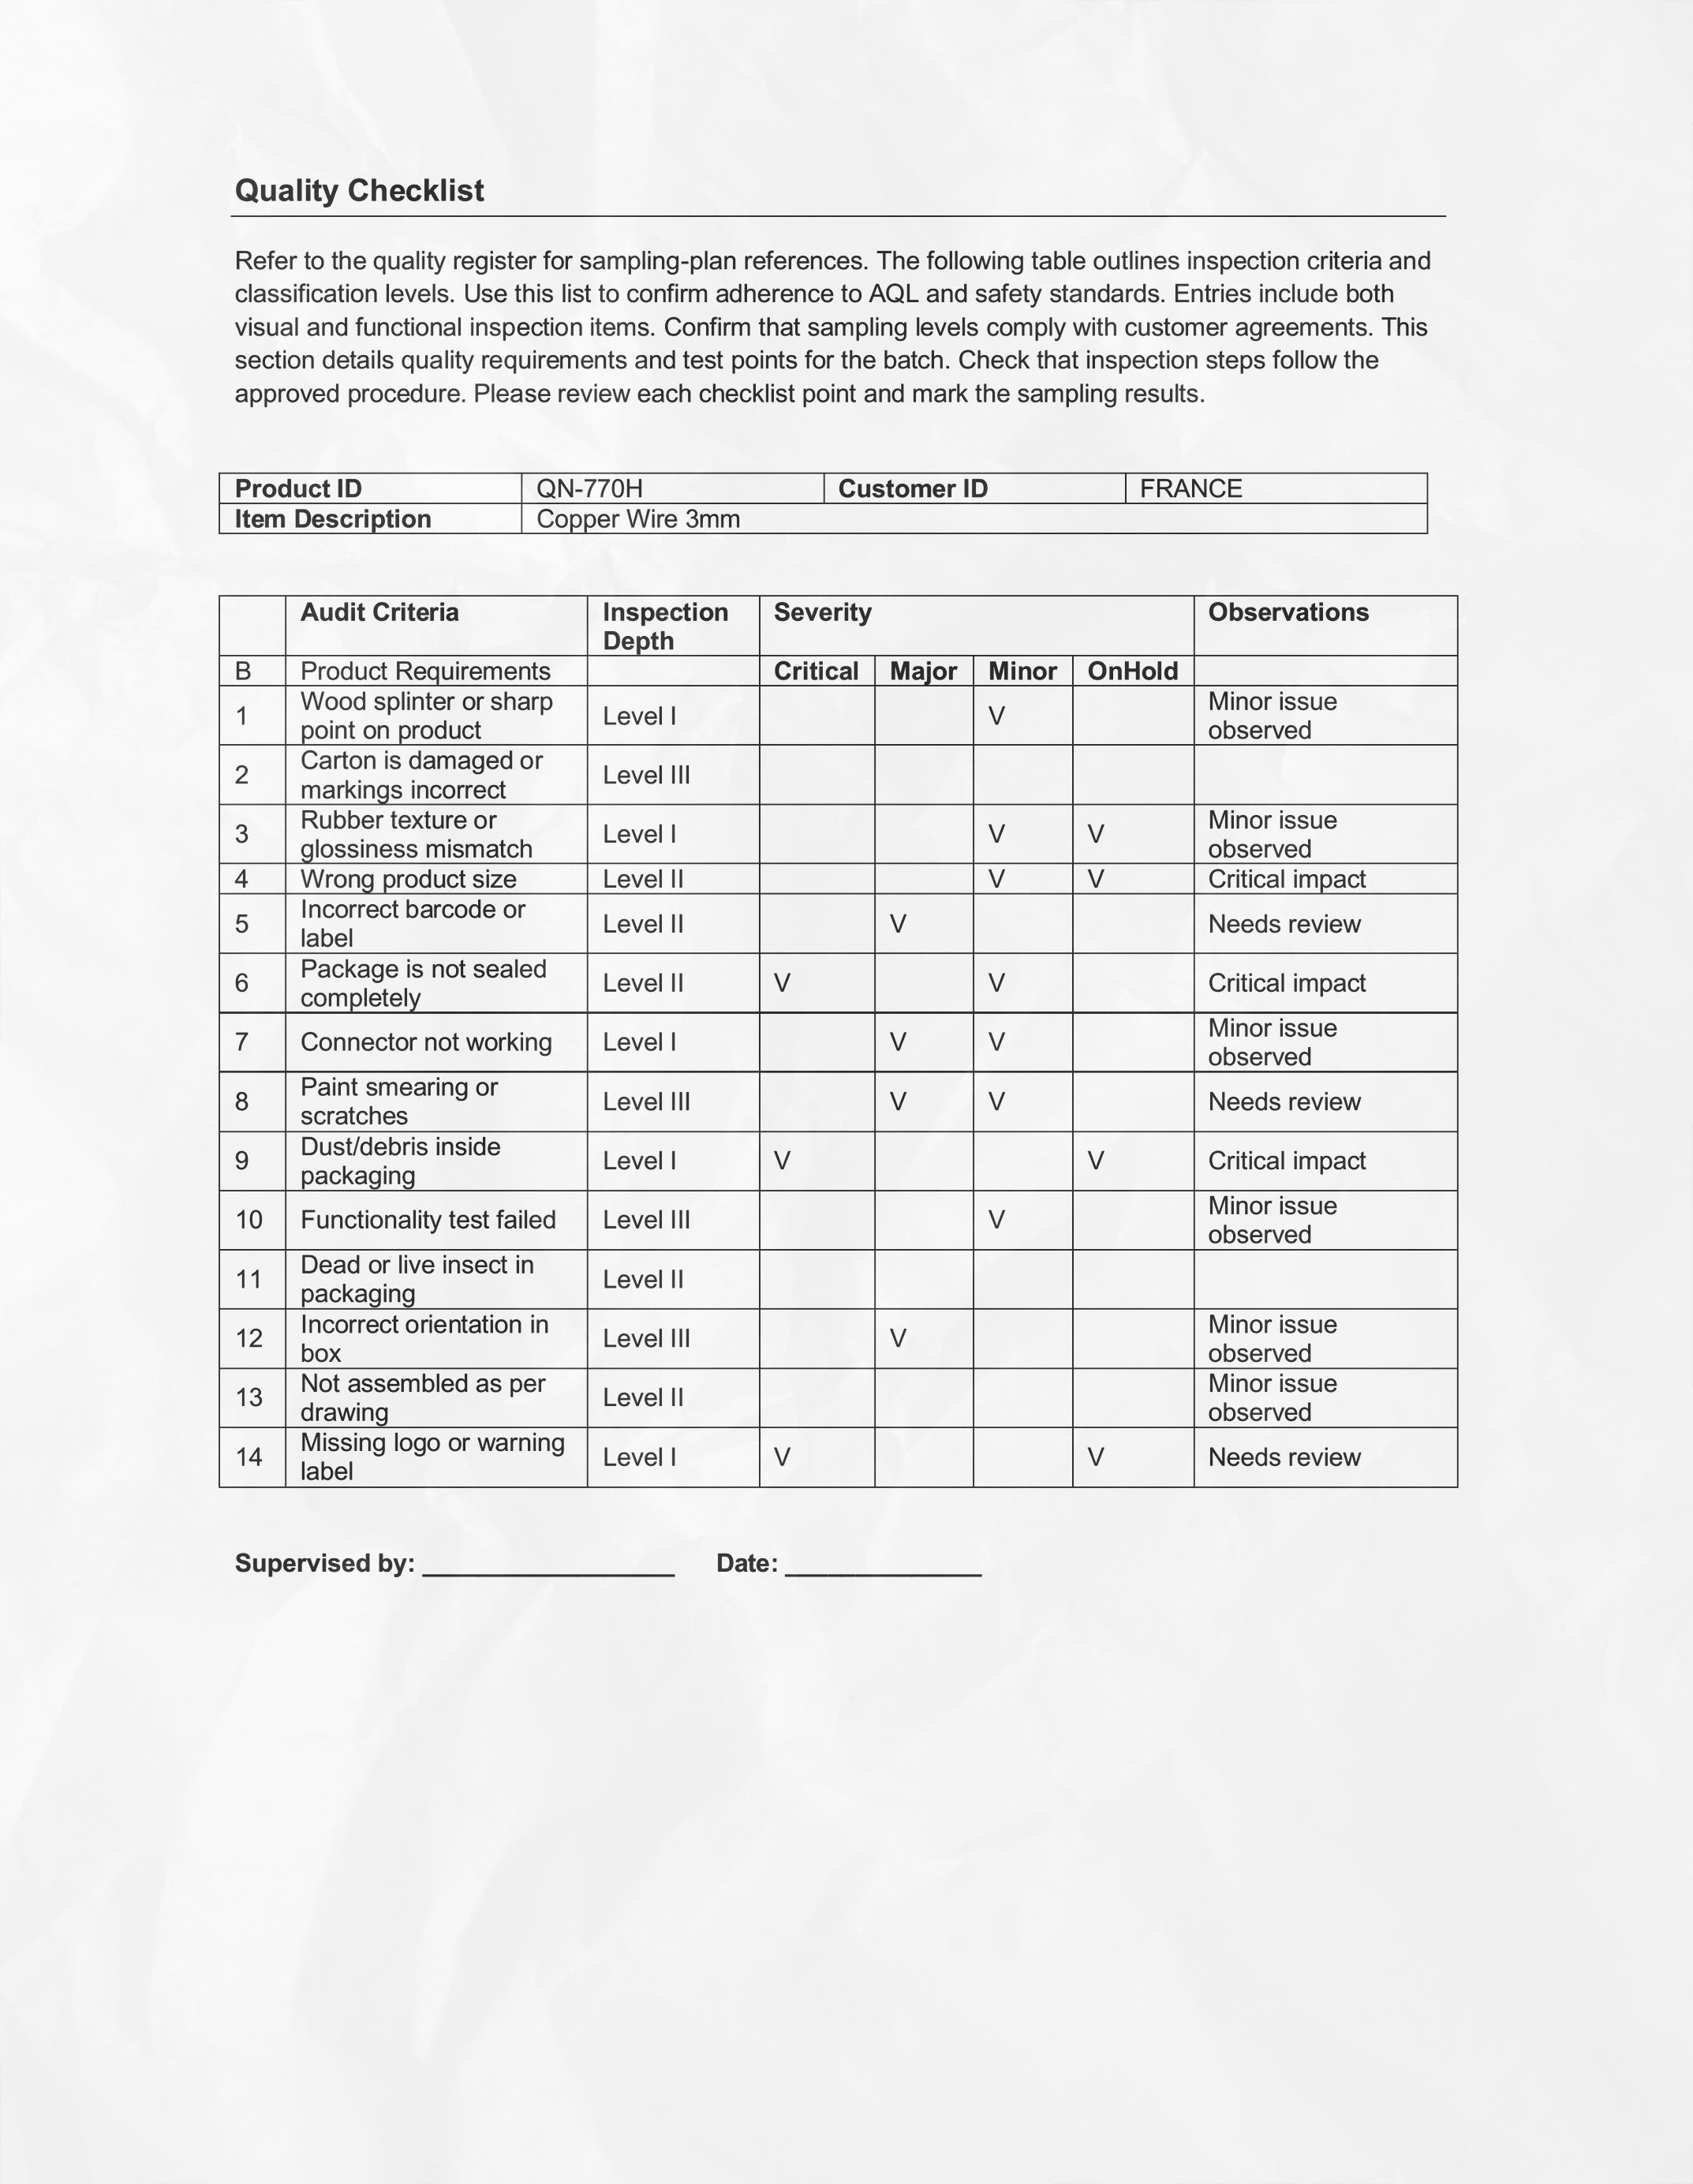 Quality Checklist
Refer to the quality register for sampling-plan references. The following table outlines inspection criteria and
classification levels. Use this list to confirm adherence to AQL and safety standards. Entries include both
visual and functional inspection items. Confirm that sampling levels comply with customer agreements. This
section details quality requirements and test points for the batch. Check that inspection steps follow the
approved procedure. Please review each checklist point and mark the sampling results.
Product ID QN-770H Customer ID FRANCE
Item Description Copper Wire 3mm
Audit Criteria Inspection Depth Severity Observations
B Product Requirements Critical Major Minor OnHold
1 Wood splinter or sharp point on product Level I V Minor issue observed
2 Carton is damaged or markings incorrect Level III
3 Rubber texture or glossiness mismatch Level I V V Minor issue observed
4 Wrong product size Level II V V Critical impact
5 Incorrect barcode or label Level II V Needs review
6 Package is not sealed completely Level II V V Critical impact
7 Connector not working Level I V V Minor issue observed
8 Paint smearing or scratches Level III V V Needs review
9 Dust/debris inside packaging Level I V V Critical impact
10 Functionality test failed Level III V Minor issue observed
11 Dead or live insect in packaging Level II
12 Incorrect orientation in box Level III V Minor issue observed
13 Not assembled as per drawing Level II Minor issue observed
14 Missing logo or warning label Level I V V Needs review
Supervised by: __________________ Date: ______________